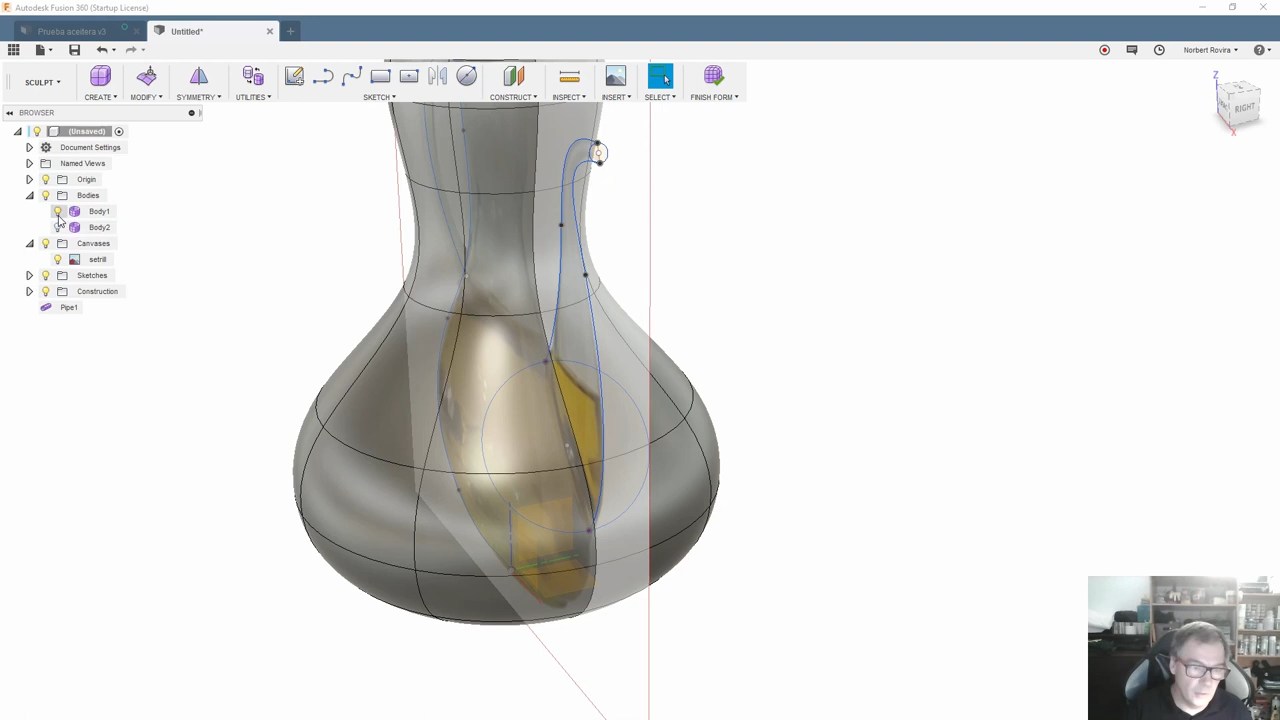 Autodesk Fusion 360 (Startup License)
Prueba aceitera v3
Untitled*
Norbert Rovira
SCULPT
CREATE
MODIFY
SYMMETRY
UTILITIES
SKETCH
CONSTRUCT
INSPECT
INSERT
SELECT
FINISH FORM
BROWSER
(Unsaved)
Document Settings
Named Views
Origin
Bodies
Body1
Body2
Canvases
setrill
Sketches
Construction
Pipe1
Z
RIGHT
X